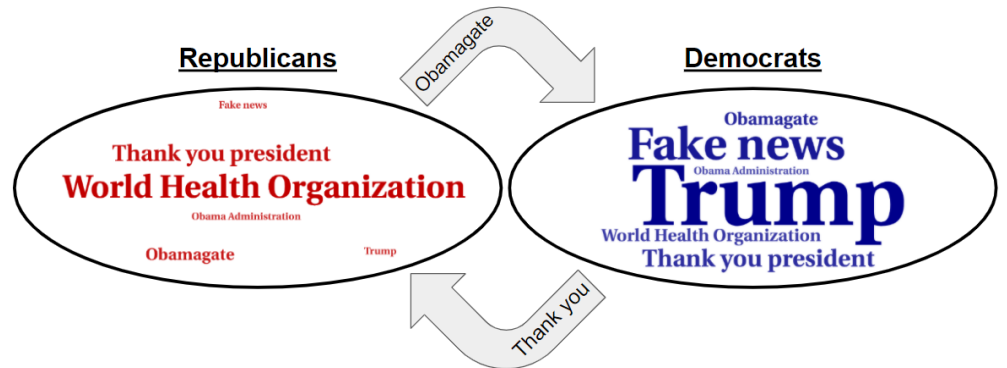 Republicans
Obamagate
Democrats
Fake news
Thank you president
World Health Organization
Obama Administration
Obamagate
Trump
Obamagate
Fake news
Obama Administration
Trump
World Health Organization
Thank you president
Thank you